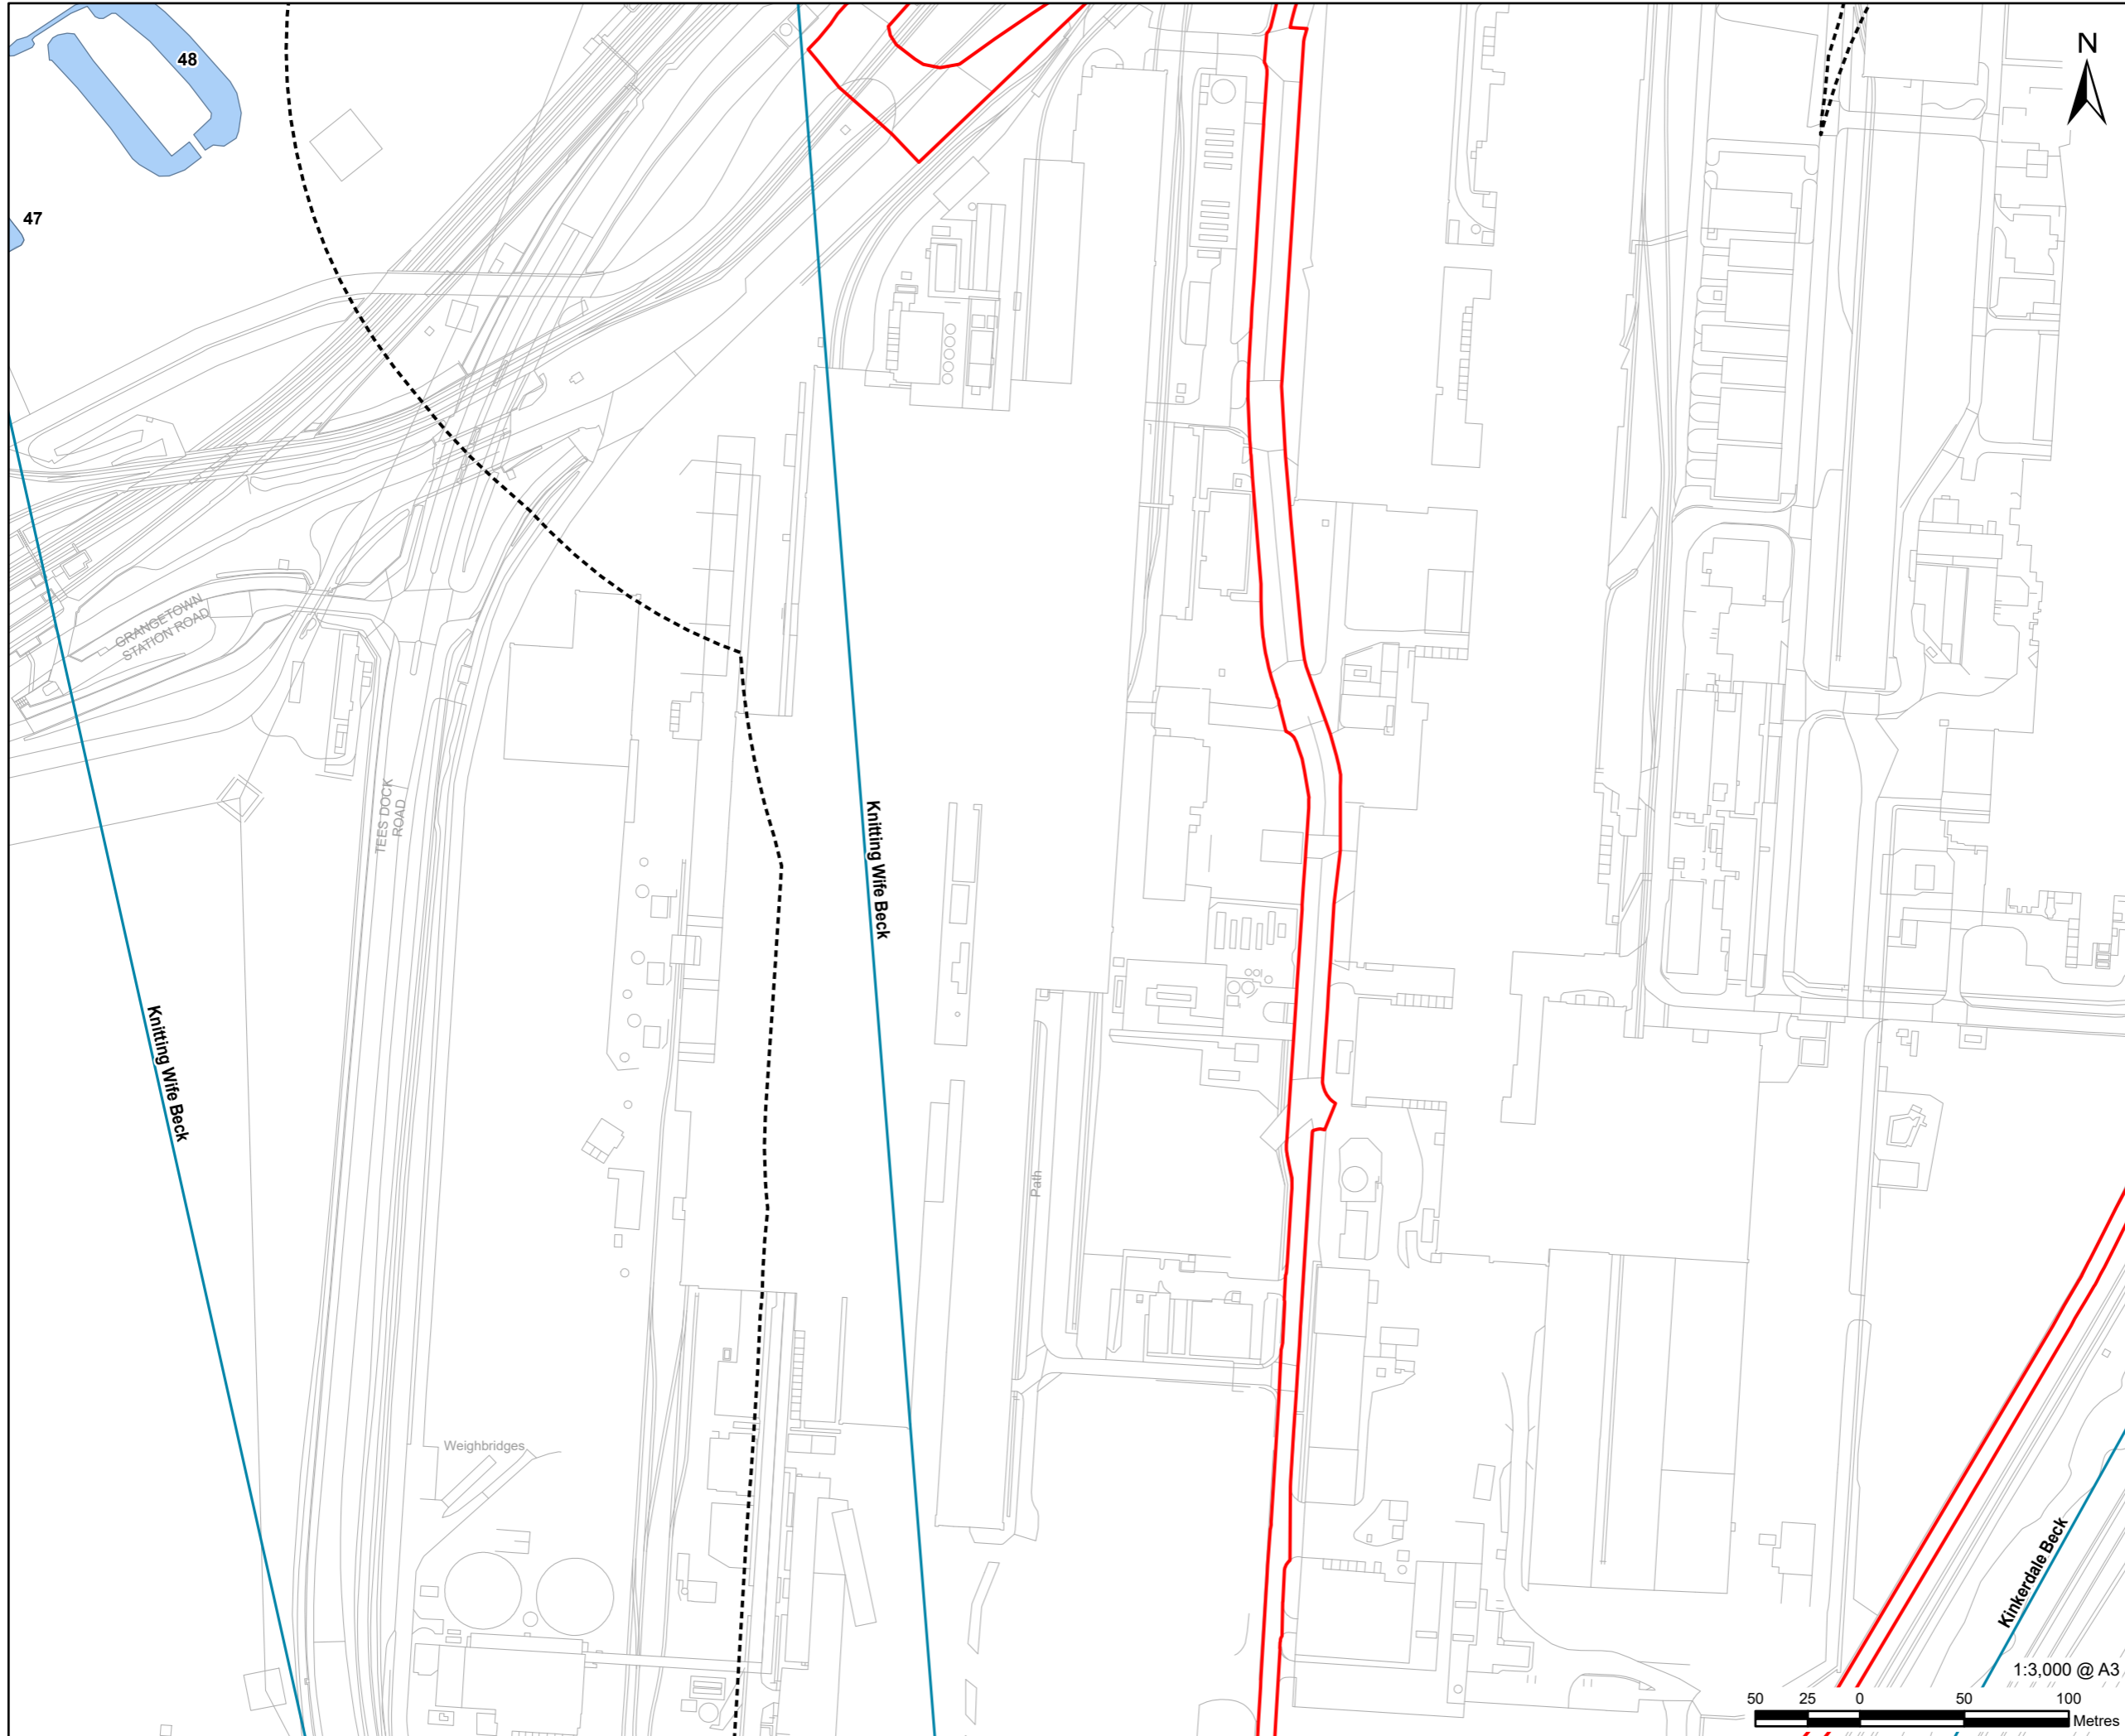 48
N
47
GRANGETOWN
STATION ROAD
TEES DOCK
ROAD
Knitting Wife Beck
Knitting Wife Beck
Path
Weighbridges
Kinkerdale Beck
1:3,000 @ A3
50 25 0 50 100
Metres